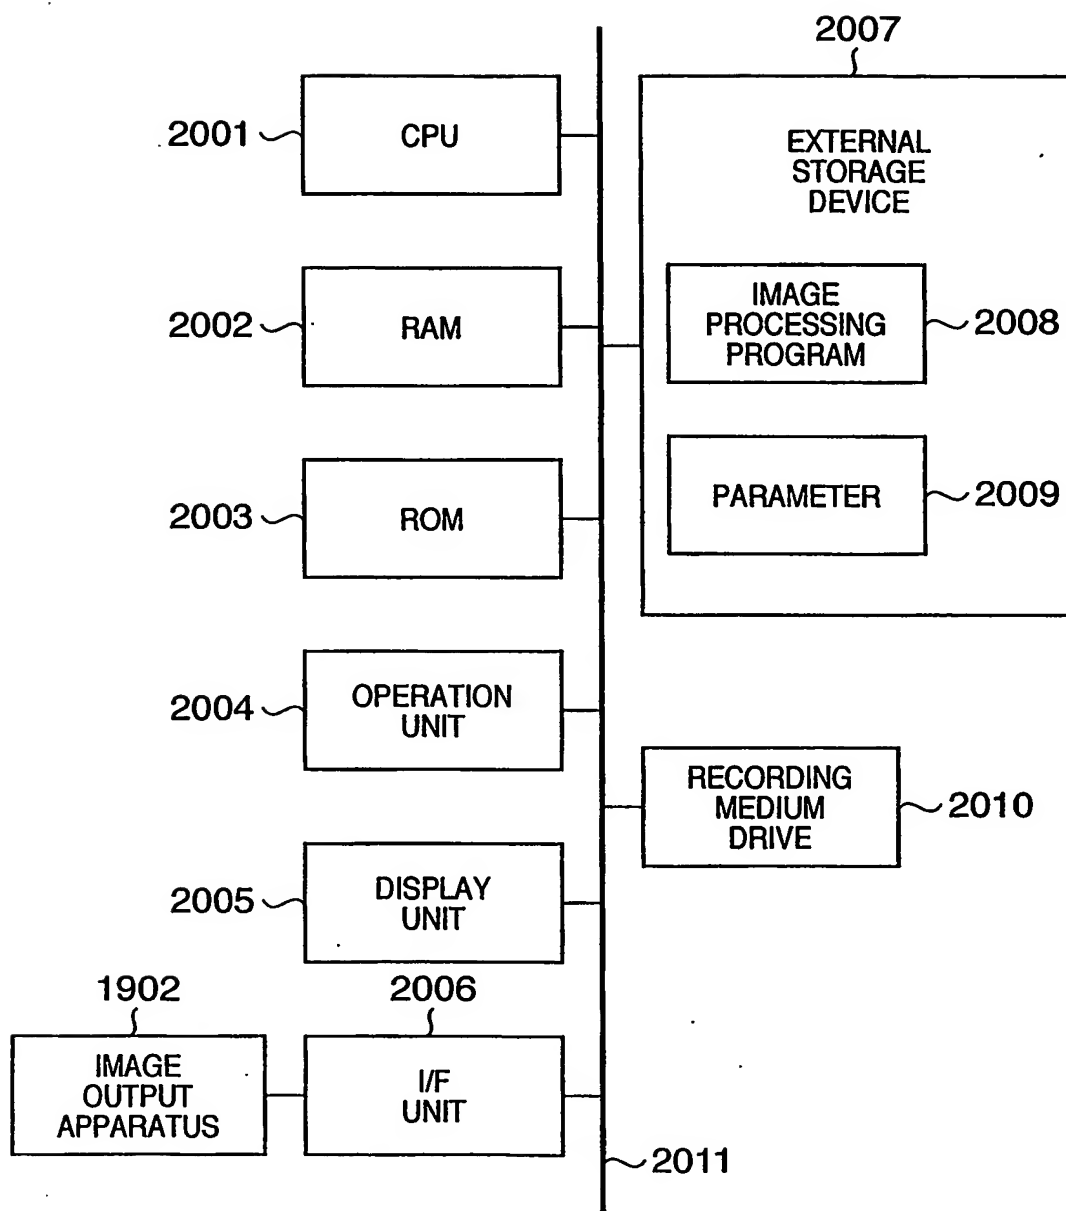 2007
2001
CPU
EXTERNAL
STORAGE
DEVICE
2002
RAM
IMAGE
PROCESSING
PROGRAM
2008
2003
ROM
PARAMETER
2009
2004
OPERATION
UNIT
RECORDING
MEDIUM
DRIVE
2010
2005
DISPLAY
UNIT
1902
2006
IMAGE
OUTPUT
APPARATUS
I/F
UNIT
2011